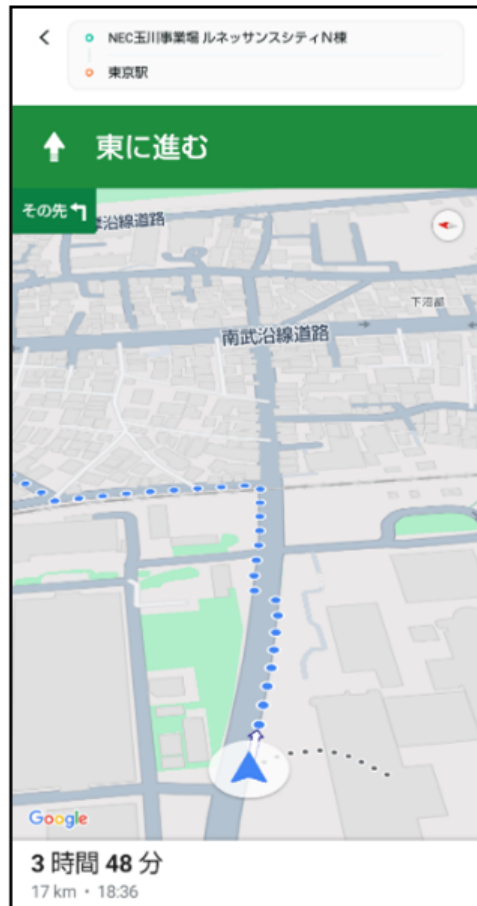 NEC玉川事業場 ルネッサンスシティN棟
東京駅
東に進む
その先
沿線道路
下沼部
南武沿線道路
Google
3 時間 48 分
17 km・18:36